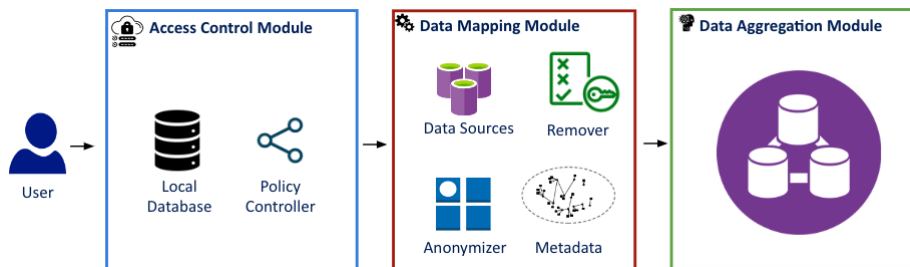 Access Control Module
Data Mapping Module
Data Aggregation Module
User
Local
Database
Policy
Controller
Data Sources
Remover
Anonymizer
Metadata